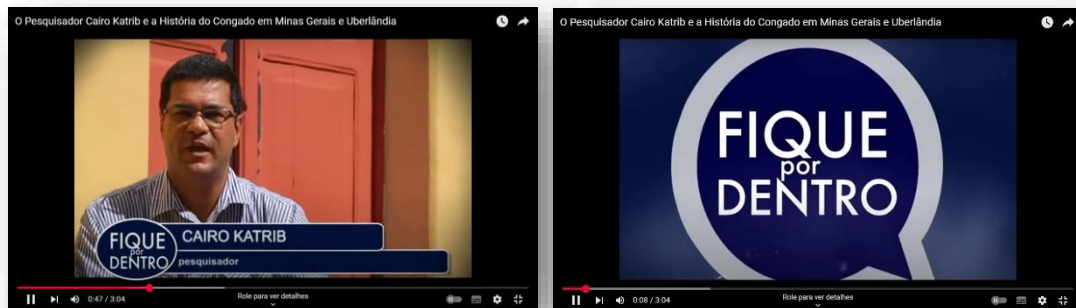 O Pesquisador Cairo Katrib e a História do Congado em Minas Gerais e Uberlândia
FIQUE
por
DENTRO
CAIRO KATRIB
pesquisador
0:47 / 3:04
Role para ver detalhes
O Pesquisador Cairo Katrib e a História do Congado em Minas Gerais e Uberlândia
FIQUE
por
DENTRO
0:08 / 3:04
Role para ver detalhes